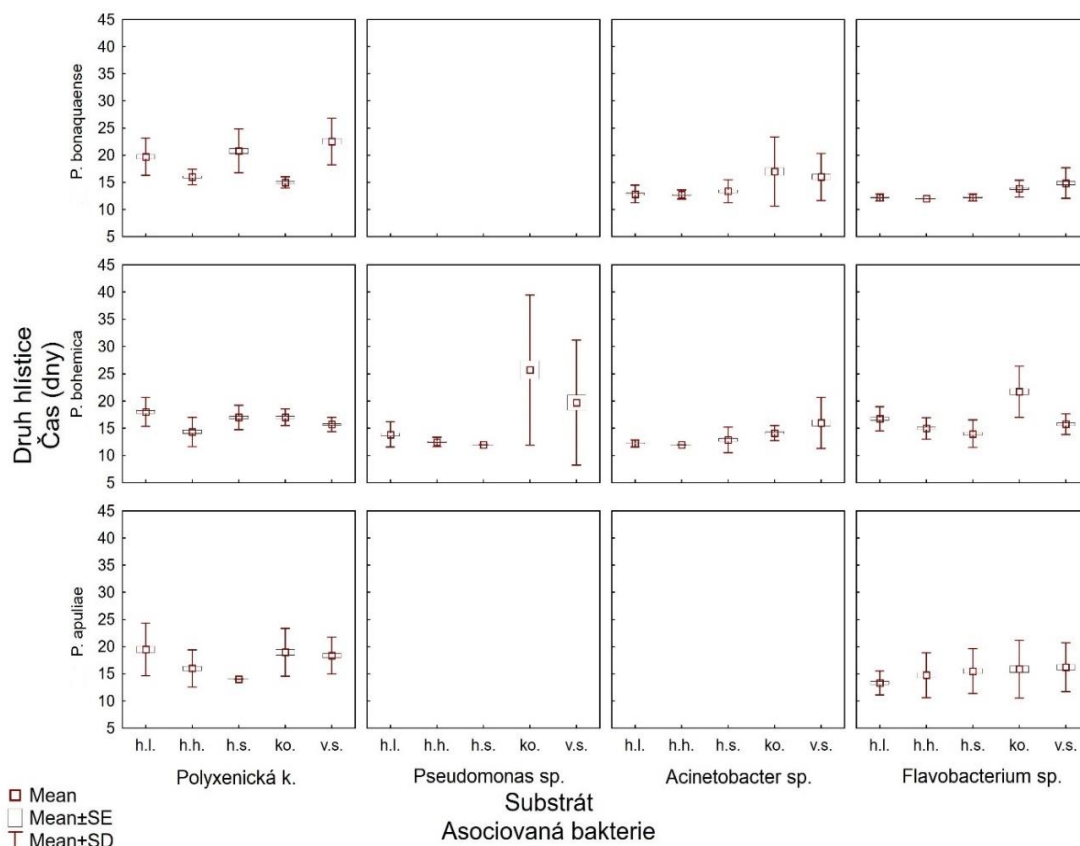 45
40
35
30
25
20
15
10
5
P. bonaquaense
45
40
35
30
25
20
15
10
5
P. bohemica
45
40
35
30
25
20
15
10
5
P. apuliae
Druh hlístice
Čas (dny)
h.l. h.h. h.s. ko. v.s.
Polyxenická k.
h.l. h.h. h.s. ko. v.s.
Pseudomonas sp.
h.l. h.h. h.s. ko. v.s.
Acinetobacter sp.
h.l. h.h. h.s. ko. v.s.
Flavobacterium sp.
Substrát
Asociovaná bakterie
Mean
Mean±SE
Mean±SD